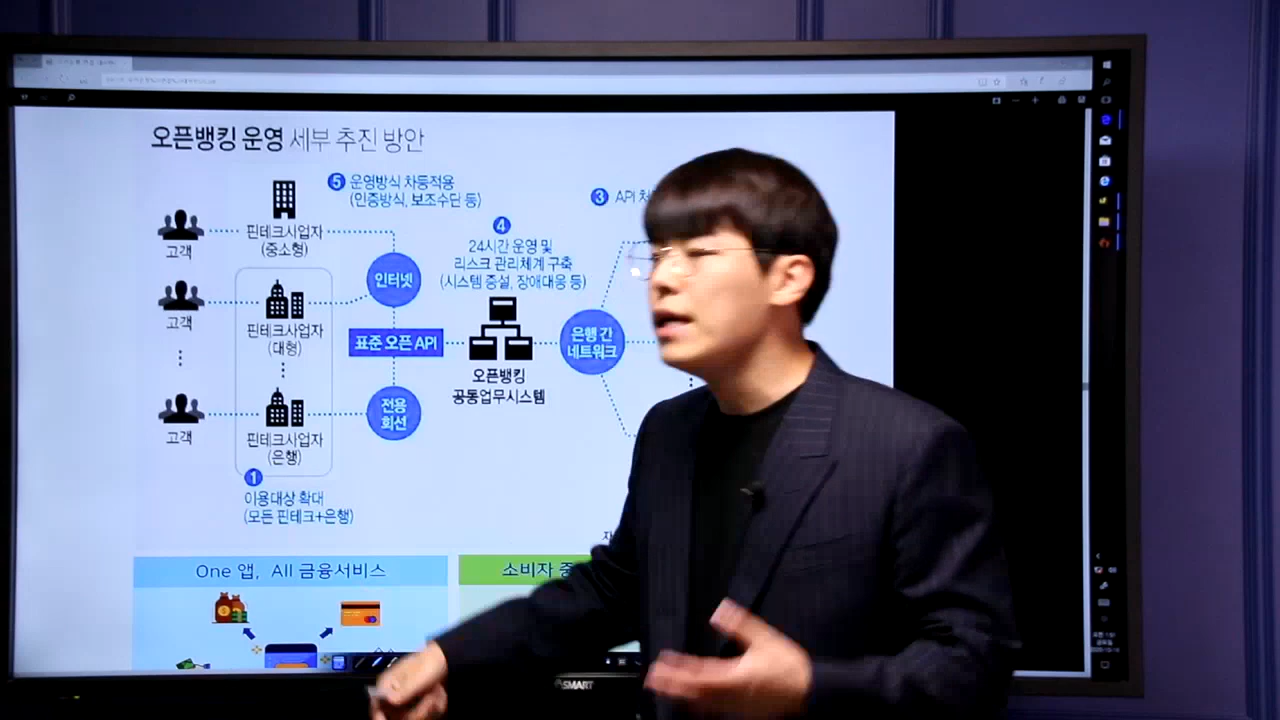 오픈뱅킹 운영 세부 추진 방안
5 운영방식 차등적용
(인증방식, 보조수단 등)
3 API
핀테크사업자
(중소형)
고객
4
24시간 운영 및
리스크 관리체계 구축
(시스템 증설, 장애대응 등)
인터넷
고객
핀테크사업자
(대형)
표준 오픈 API
은행 간
네트워크
오픈뱅킹
공동업무시스템
고객
핀테크사업자
(은행)
전용
회선
1
이용대상 확대
(모든 핀테크+은행)
One 앱, All 금융서비스
소비자
SMART